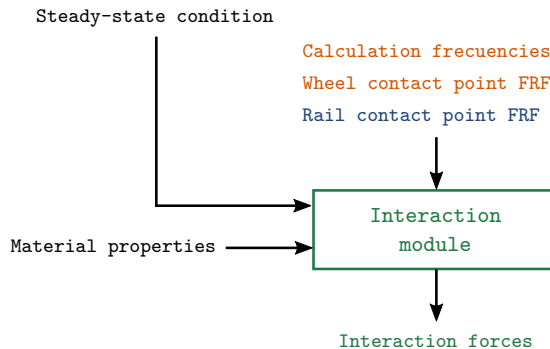 Steady-state condition
Calculation frecuencies
Wheel contact point FRF
Rail contact point FRF
Interaction
module
Material properties
Interaction forces